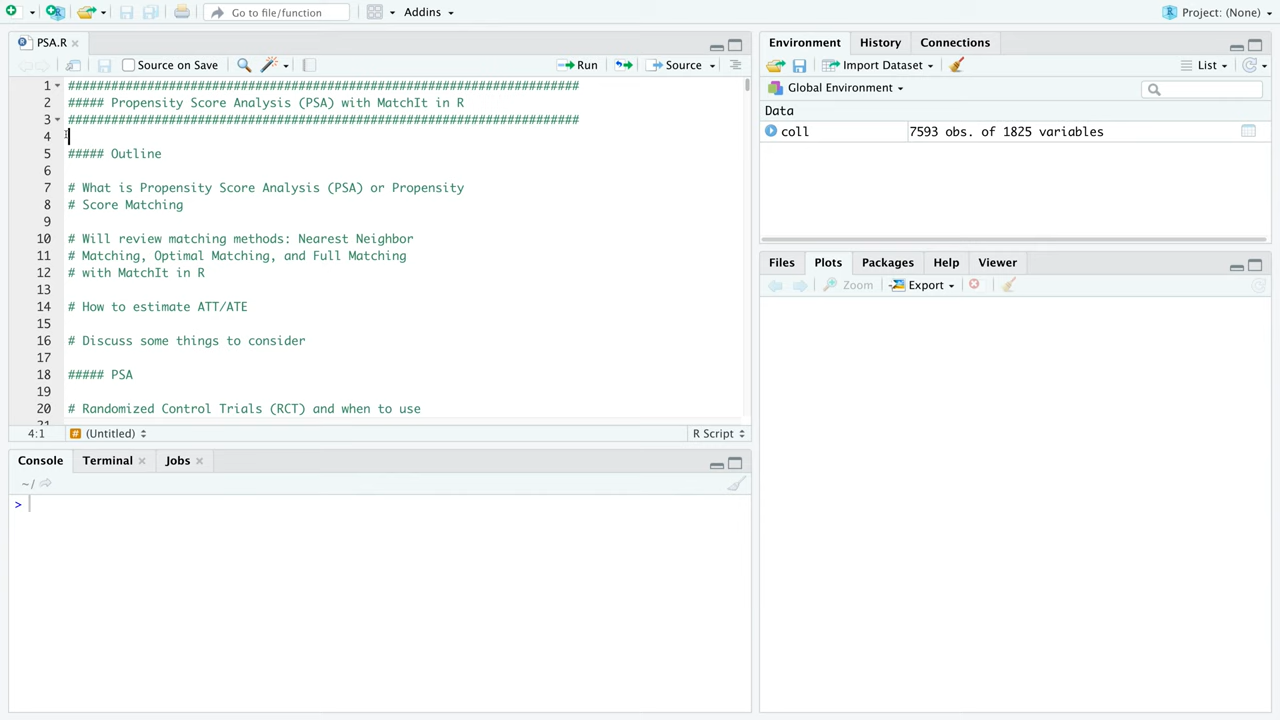 Go to file/function
Addins
Project: (None)
PSA.R
Source on Save
Run
Source
1 #######################################################################
2 ##### Propensity Score Analysis (PSA) with MatchIt in R
3 #######################################################################
4
5 ##### Outline
6
7 # What is Propensity Score Analysis (PSA) or Propensity
8 # Score Matching
9
10 # Will review matching methods: Nearest Neighbor
11 # Matching, Optimal Matching, and Full Matching
12 # with MatchIt in R
13
14 # How to estimate ATT/ATE
15
16 # Discuss some things to consider
17
18 ##### PSA
19
20 # Randomized Control Trials (RCT) and when to use
21
4:1 # (Untitled) R Script
Console Terminal Jobs
~/
>
Environment History Connections
Import Dataset List
Global Environment
Data
coll 7593 obs. of 1825 variables
Files Plots Packages Help Viewer
Zoom Export